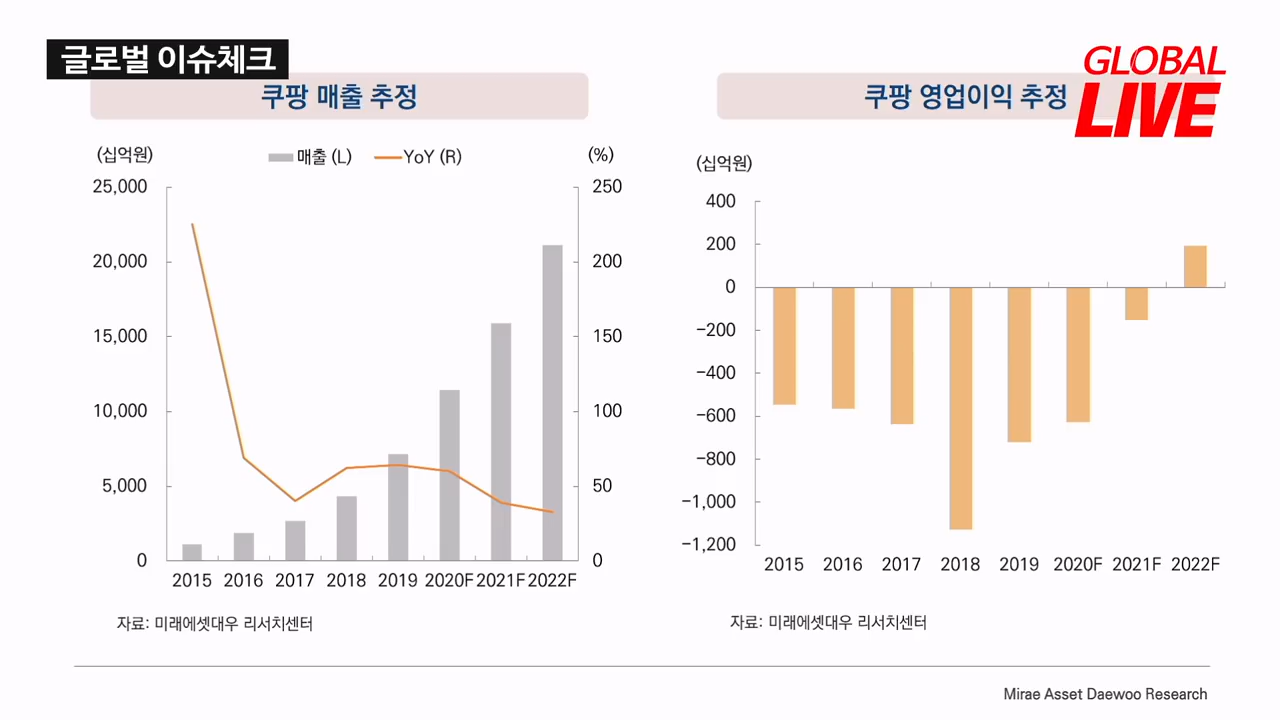 글로벌 이슈체크
GLOBAL
LIVE
쿠팡 매출 추정
(십억원)
매출 (L)
YoY (R)
(%)
25,000
20,000
15,000
10,000
5,000
0
250
200
150
100
50
0
2015 2016 2017 2018 2019 2020F 2021F 2022F
자료: 미래에셋대우 리서치센터
쿠팡 영업이익 추정
(십억원)
400
200
0
−200
−400
−600
−800
−1,000
−1,200
2015 2016 2017 2018 2019 2020F 2021F 2022F
자료: 미래에셋대우 리서치센터
Mirae Asset Daewoo Research